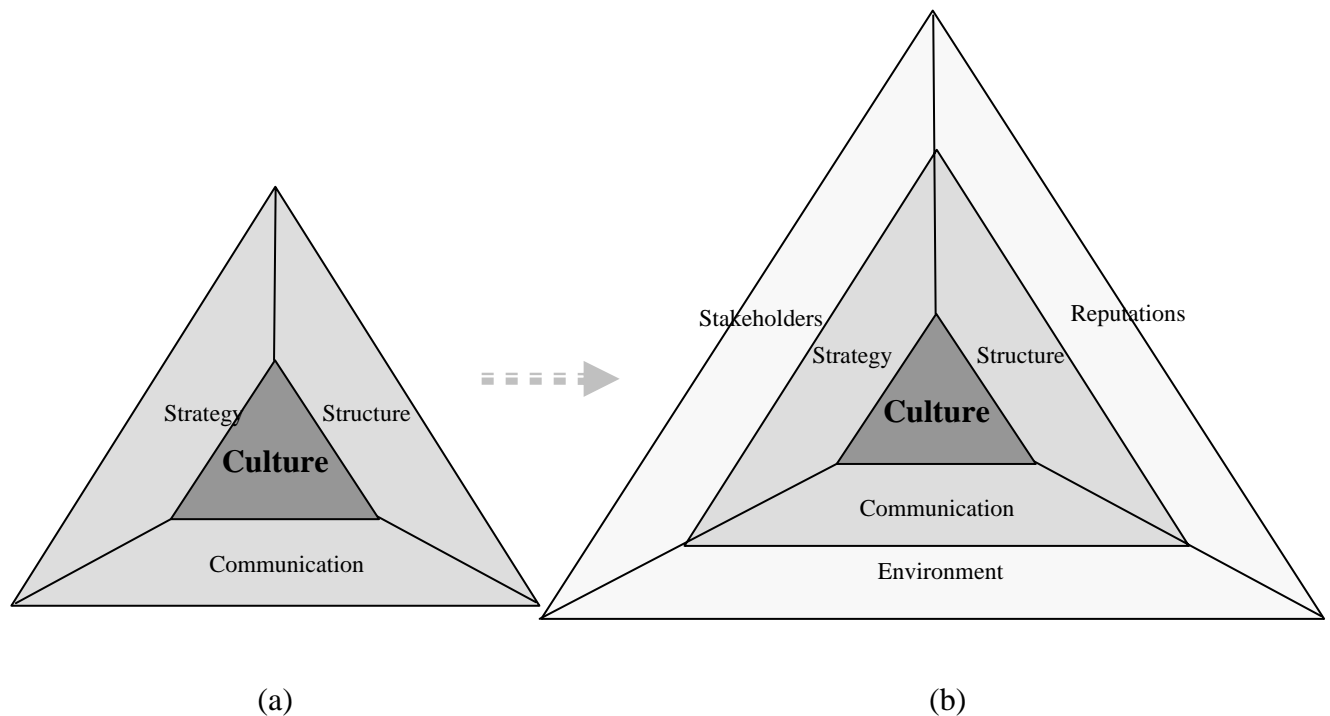 Strategy
Structure
Culture
Communication
(a)
Stakeholders
Reputations
Strategy
Structure
Culture
Communication
Environment
(b)